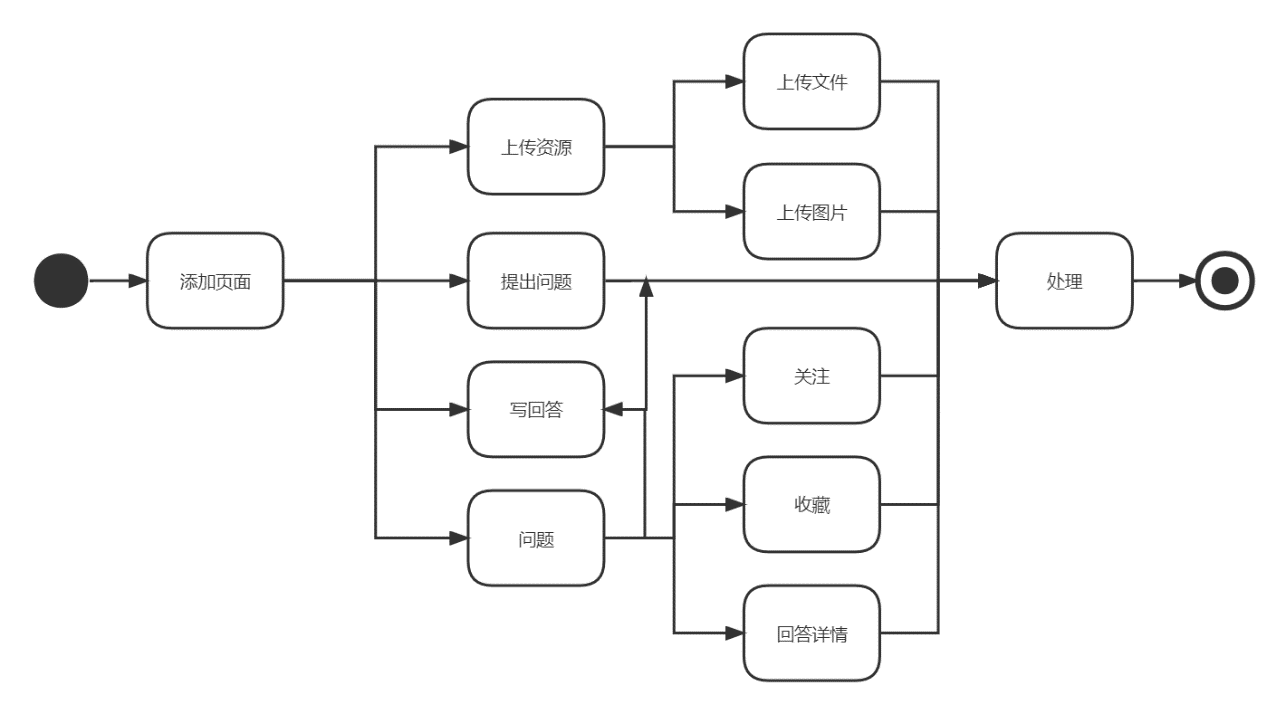 上传文件
上传资源
上传图片
添加页面
提出问题
处理
关注
写回答
收藏
问题
回答详情